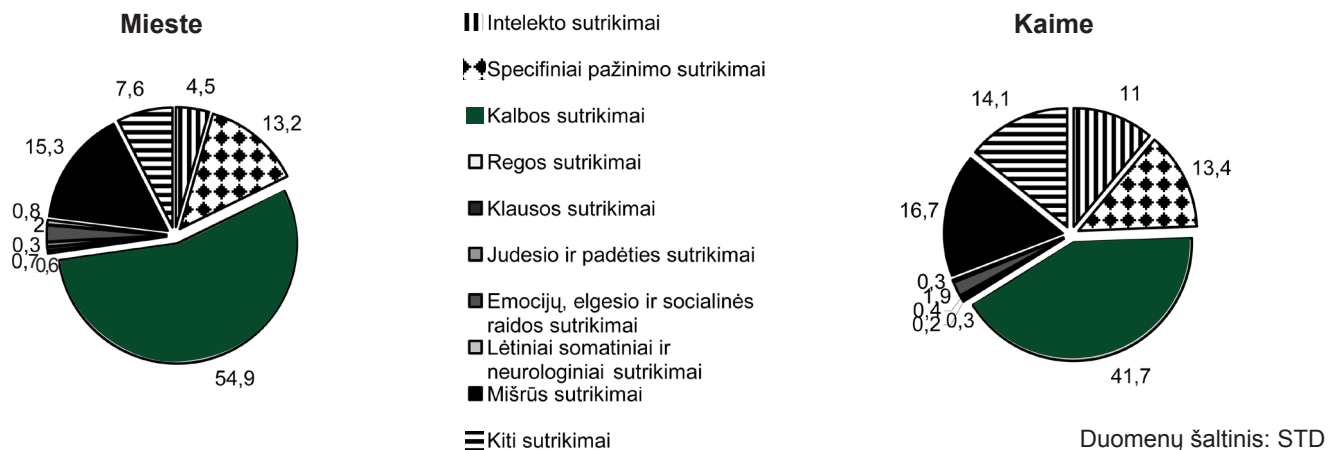 Mieste
7,6
4,5
13,2
15,3
0,8
2
0,3
0,7
0,6
54,9
Intelekto sutrikimai
Specifiniai pažinimo sutrikimai
Kalbos sutrikimai
Regos sutrikimai
Klausos sutrikimai
Judesio ir padėties sutrikimai
Emocijų, elgesio ir socialinės
raidos sutrikimai
Lėtiniai somatiniai ir
neurologiniai sutrikimai
Mišrūs sutrikimai
Kiti sutrikimai
Kaime
14,1
11
13,4
16,7
0,3
1,9
0,4
0,2
0,3
41,7
Duomenų šaltinis: STD